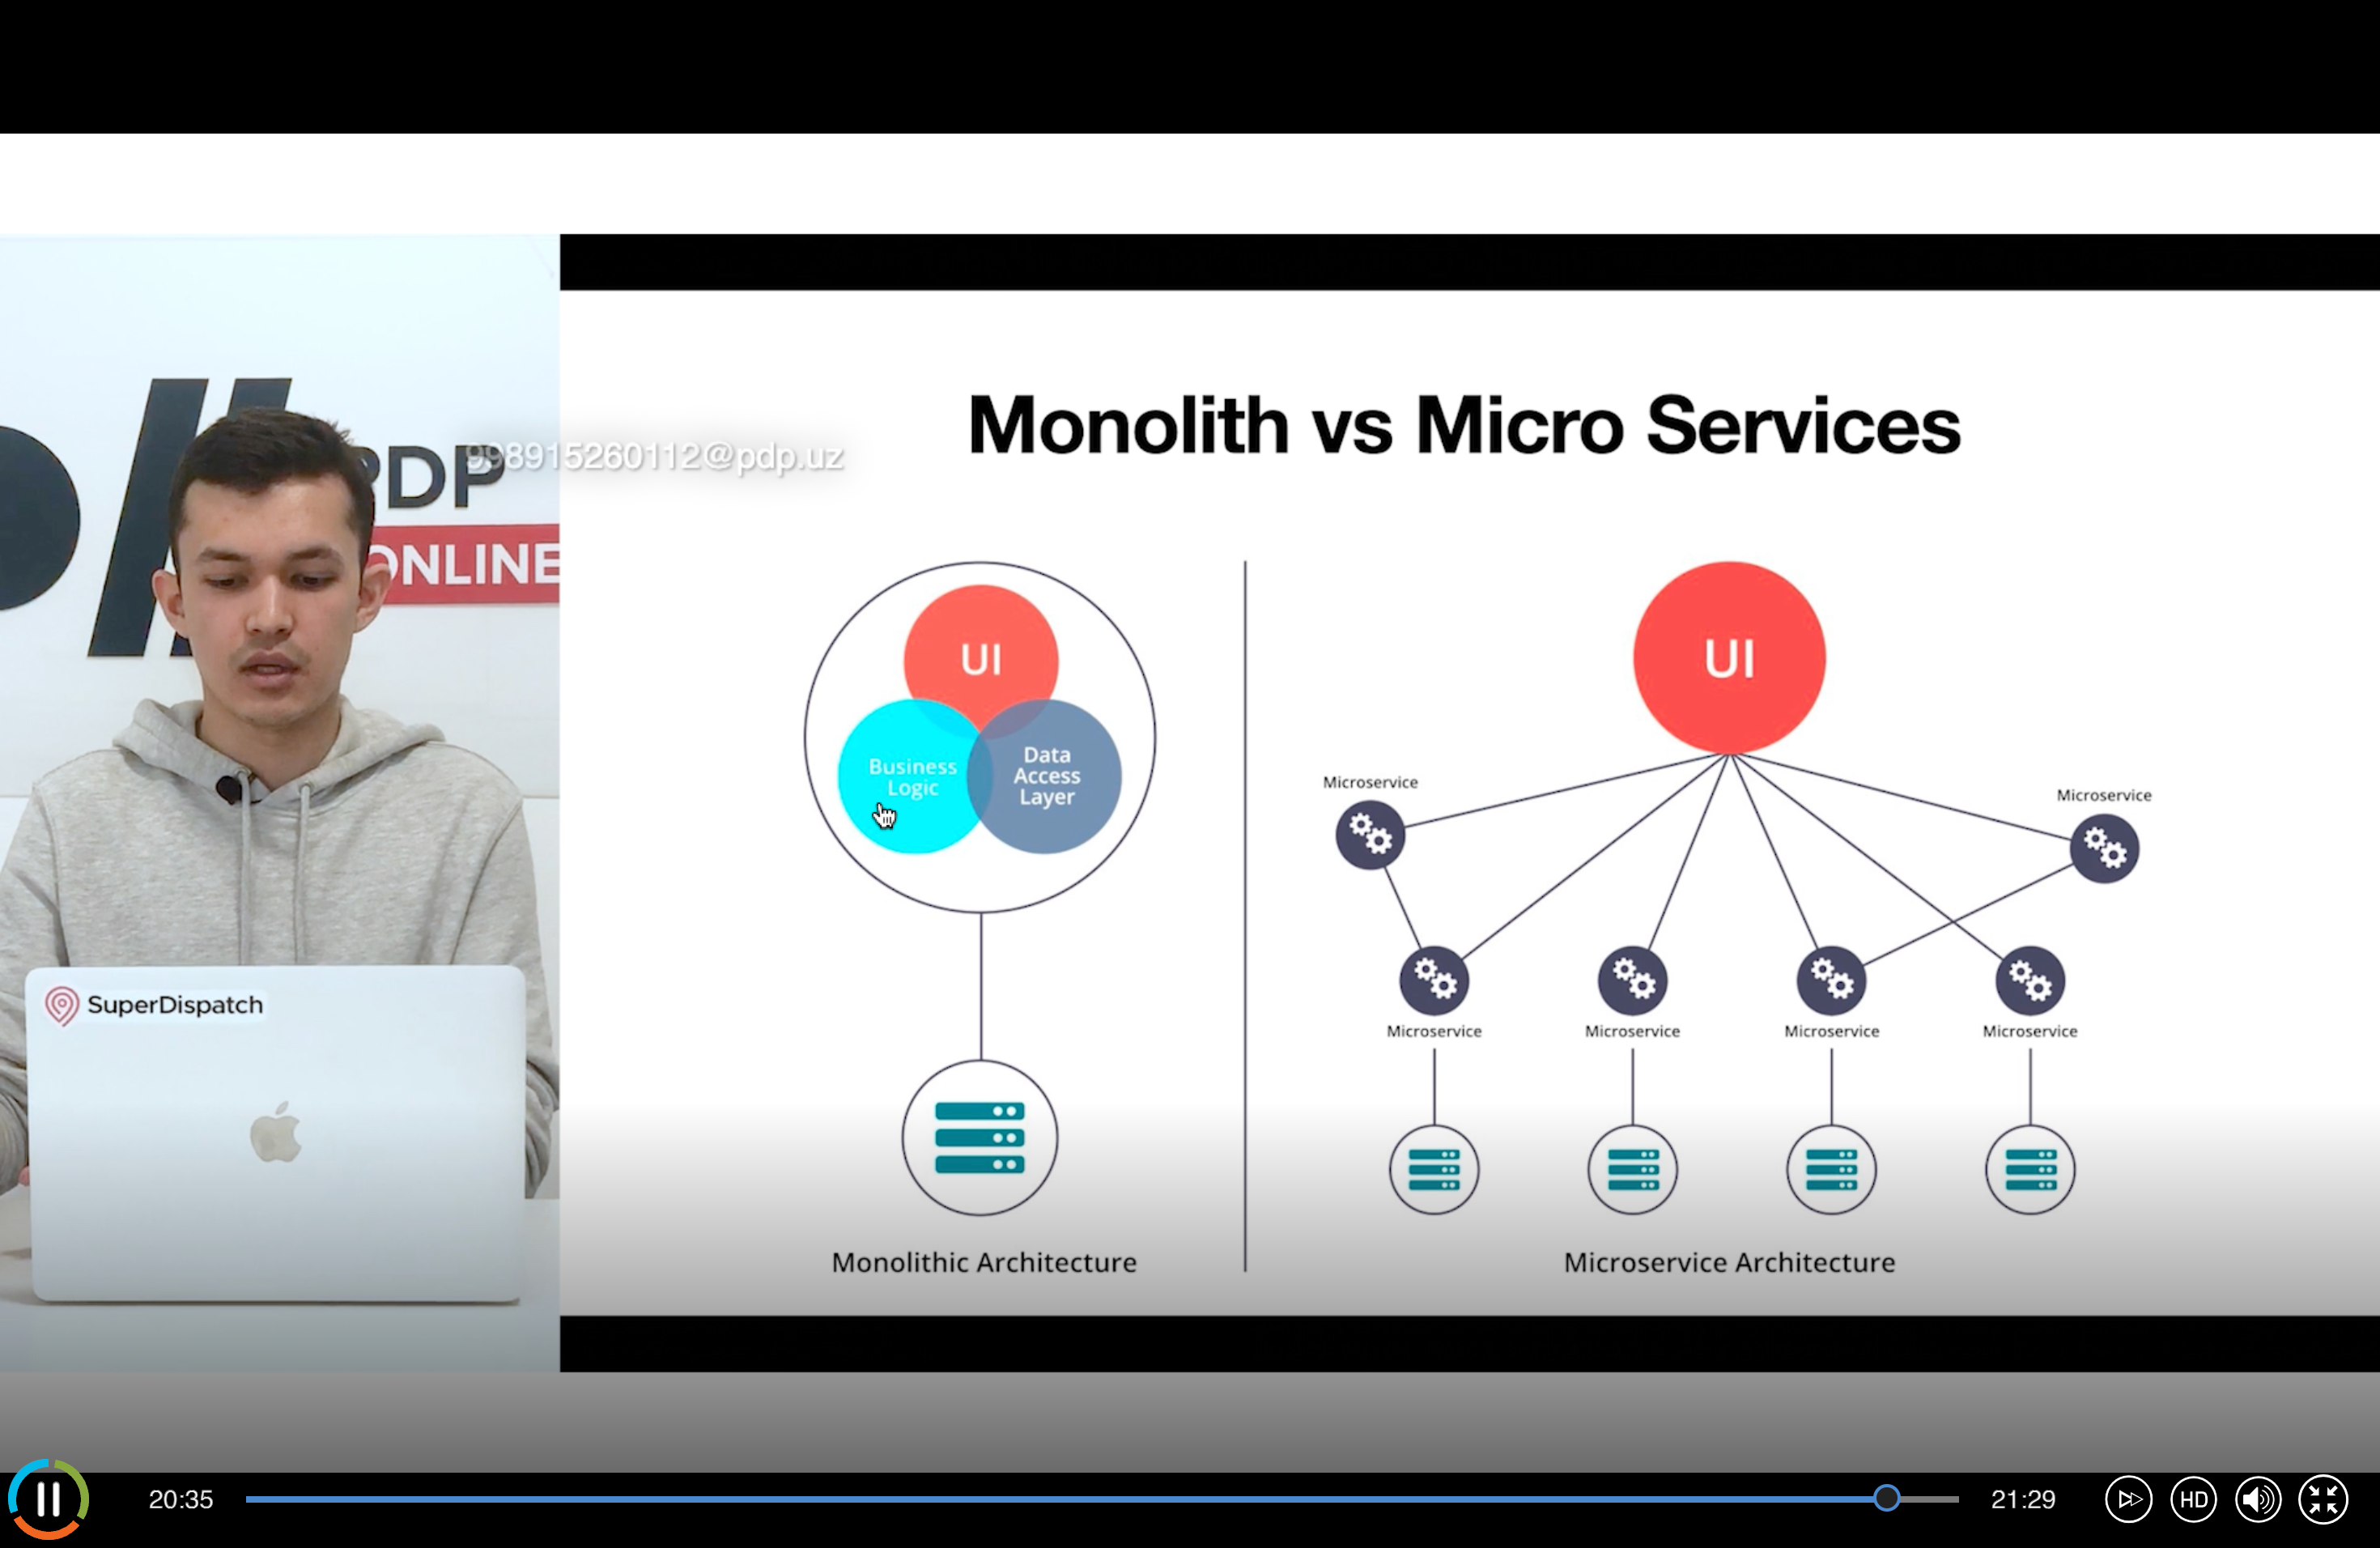 PDP
ONLINE
998915260112@pdp.uz
SuperDispatch
Monolith vs Micro Services
UI
Business
Logic
Data
Access
Layer
Monolithic Architecture
UI
Microservice
Microservice
Microservice
Microservice
Microservice
Microservice
Microservice Architecture
20:35
21:29
HD